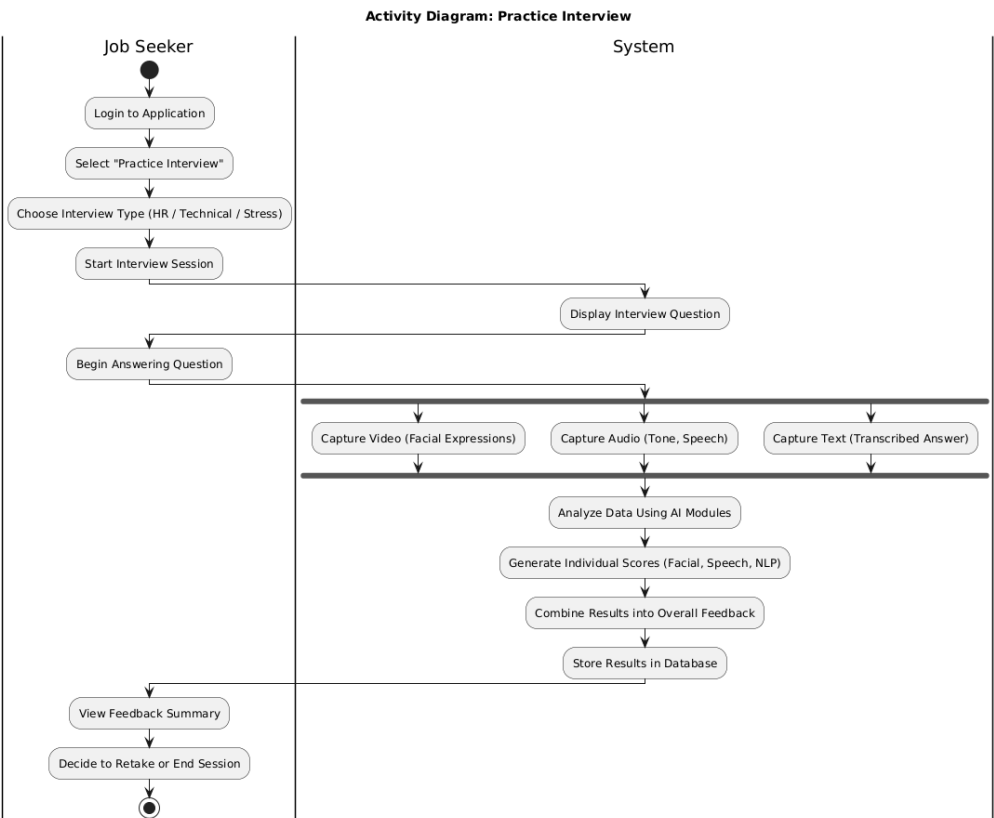 Activity Diagram: Practice Interview
Job Seeker
System
Login to Application
Select "Practice Interview"
Choose Interview Type (HR / Technical / Stress)
Start Interview Session
Display Interview Question
Begin Answering Question
Capture Video (Facial Expressions)
Capture Audio (Tone, Speech)
Capture Text (Transcribed Answer)
Analyze Data Using AI Modules
Generate Individual Scores (Facial, Speech, NLP)
Combine Results into Overall Feedback
Store Results in Database
View Feedback Summary
Decide to Retake or End Session